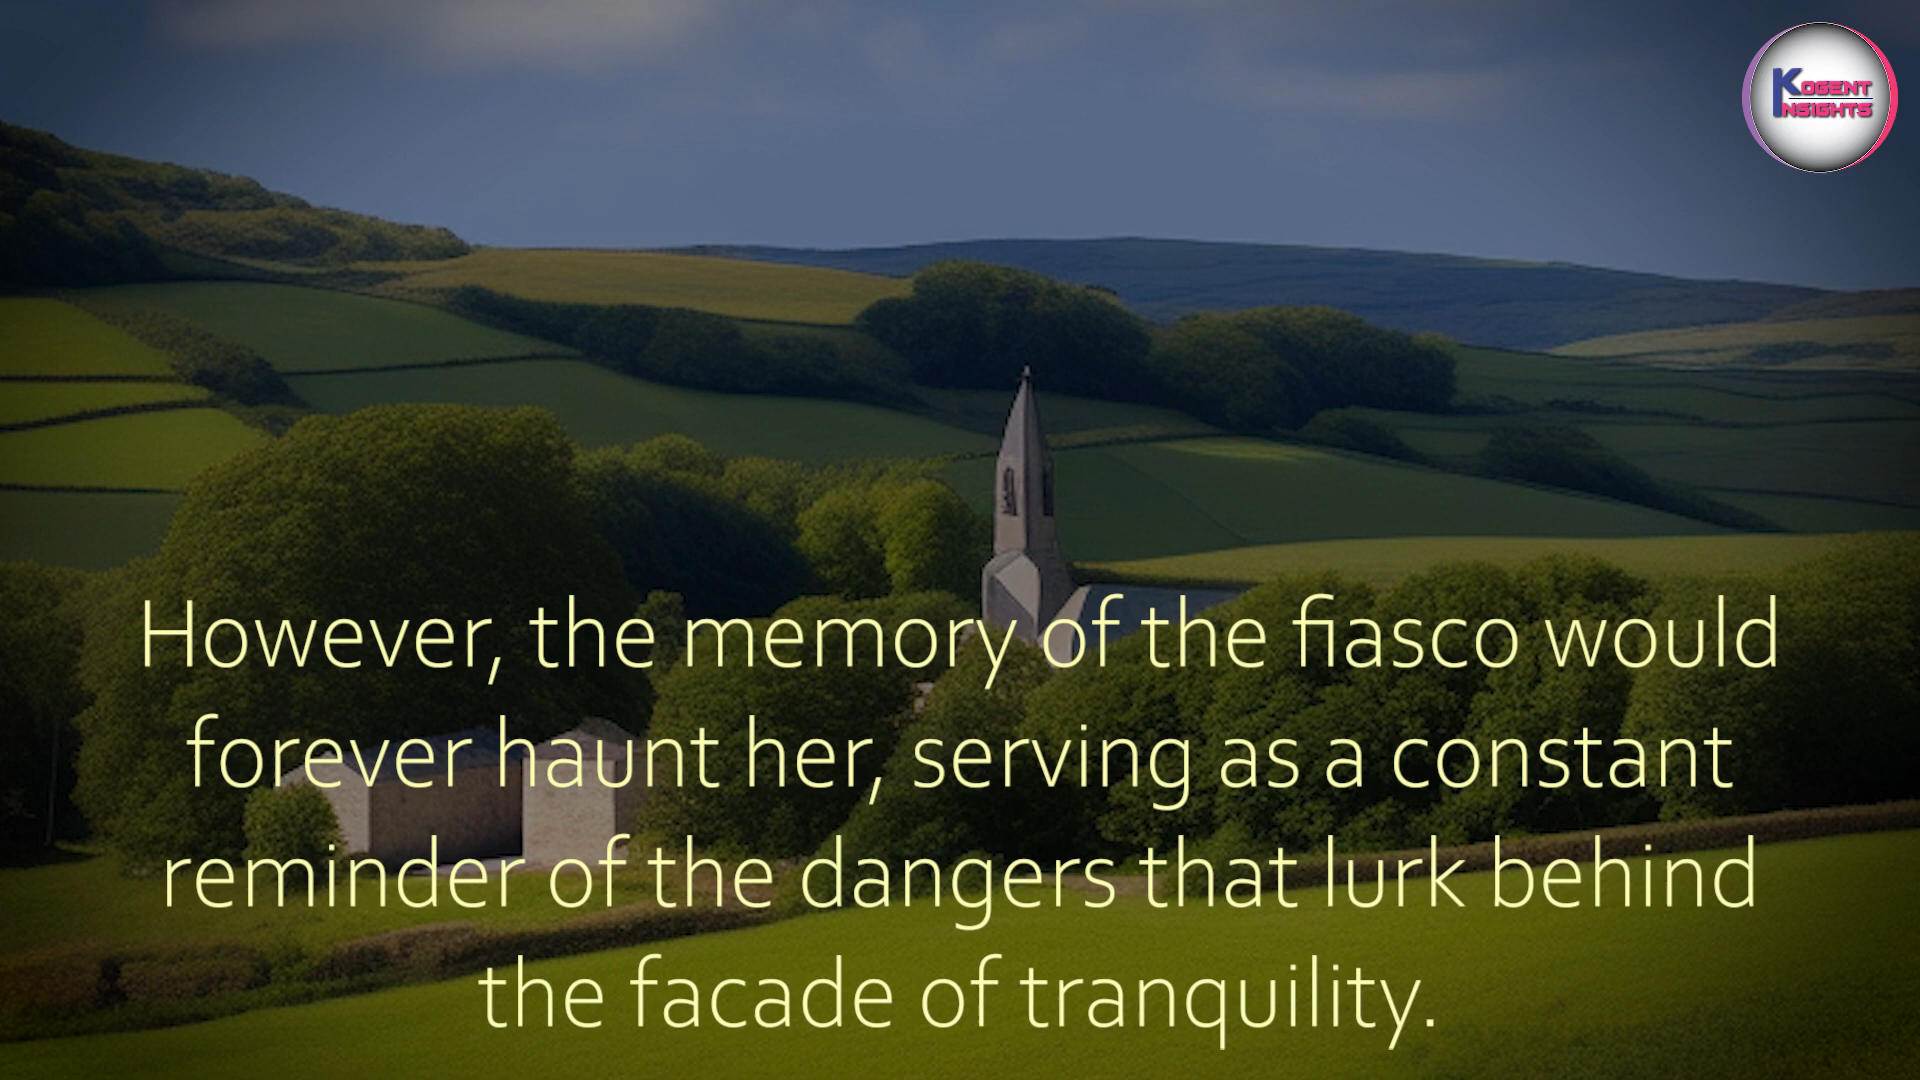 KOGENT
INSIGHTS
However, the memory of the fiasco would
forever haunt her, serving as a constant
reminder of the dangers that lurk behind
the facade of tranquility.